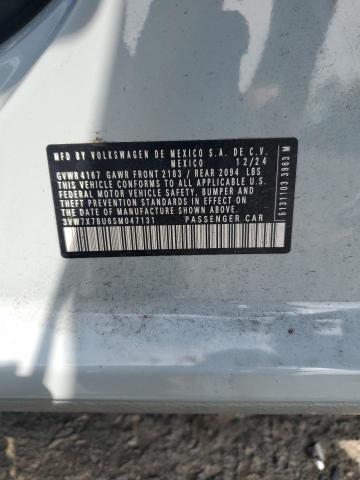 MFD BY VOLKSWAGEN DE MEXICO S.A. DE C.V.
MEXICO 12/24
GVWR 4167 GAWR FRONT 2183 / REAR 2094 LBS
THIS VEHICLE CONFORMS TO ALL APPLICABLE
FEDERAL MOTOR VEHICLE SAFETY, BUMPER AND
THEFT PREVENTION STANDARDS IN EFFECT ON
THE DATE OF MANUFACTURE SHOWN ABOVE.
3VW7X7BU6SM047131 PASSENGER CAR
5131103 3963 M